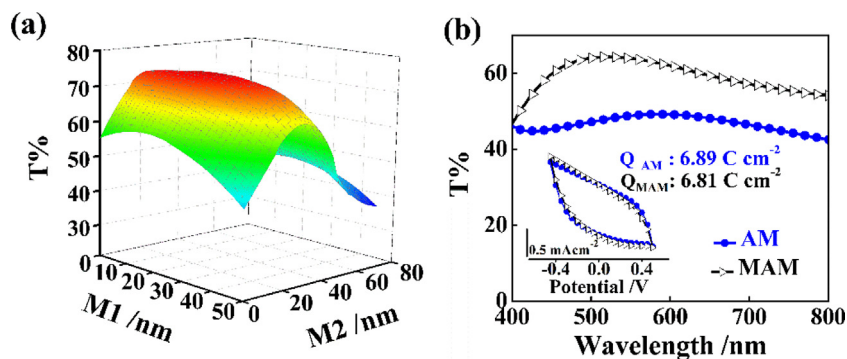 (a)
80
70
60
50
40
30
0
T%
10
20
30
40
50
M1 /nm
0
20
40
60
80
M2 /nm
(b)
60
40
20
0
T%
Q AM : 6.89 C cm-2
QMAM: 6.81 C cm-2
0.5 mAcm-2
-0.4 0.0 0.4
Potential /V
AM
MAM
400 500 600 700 800
Wavelength /nm